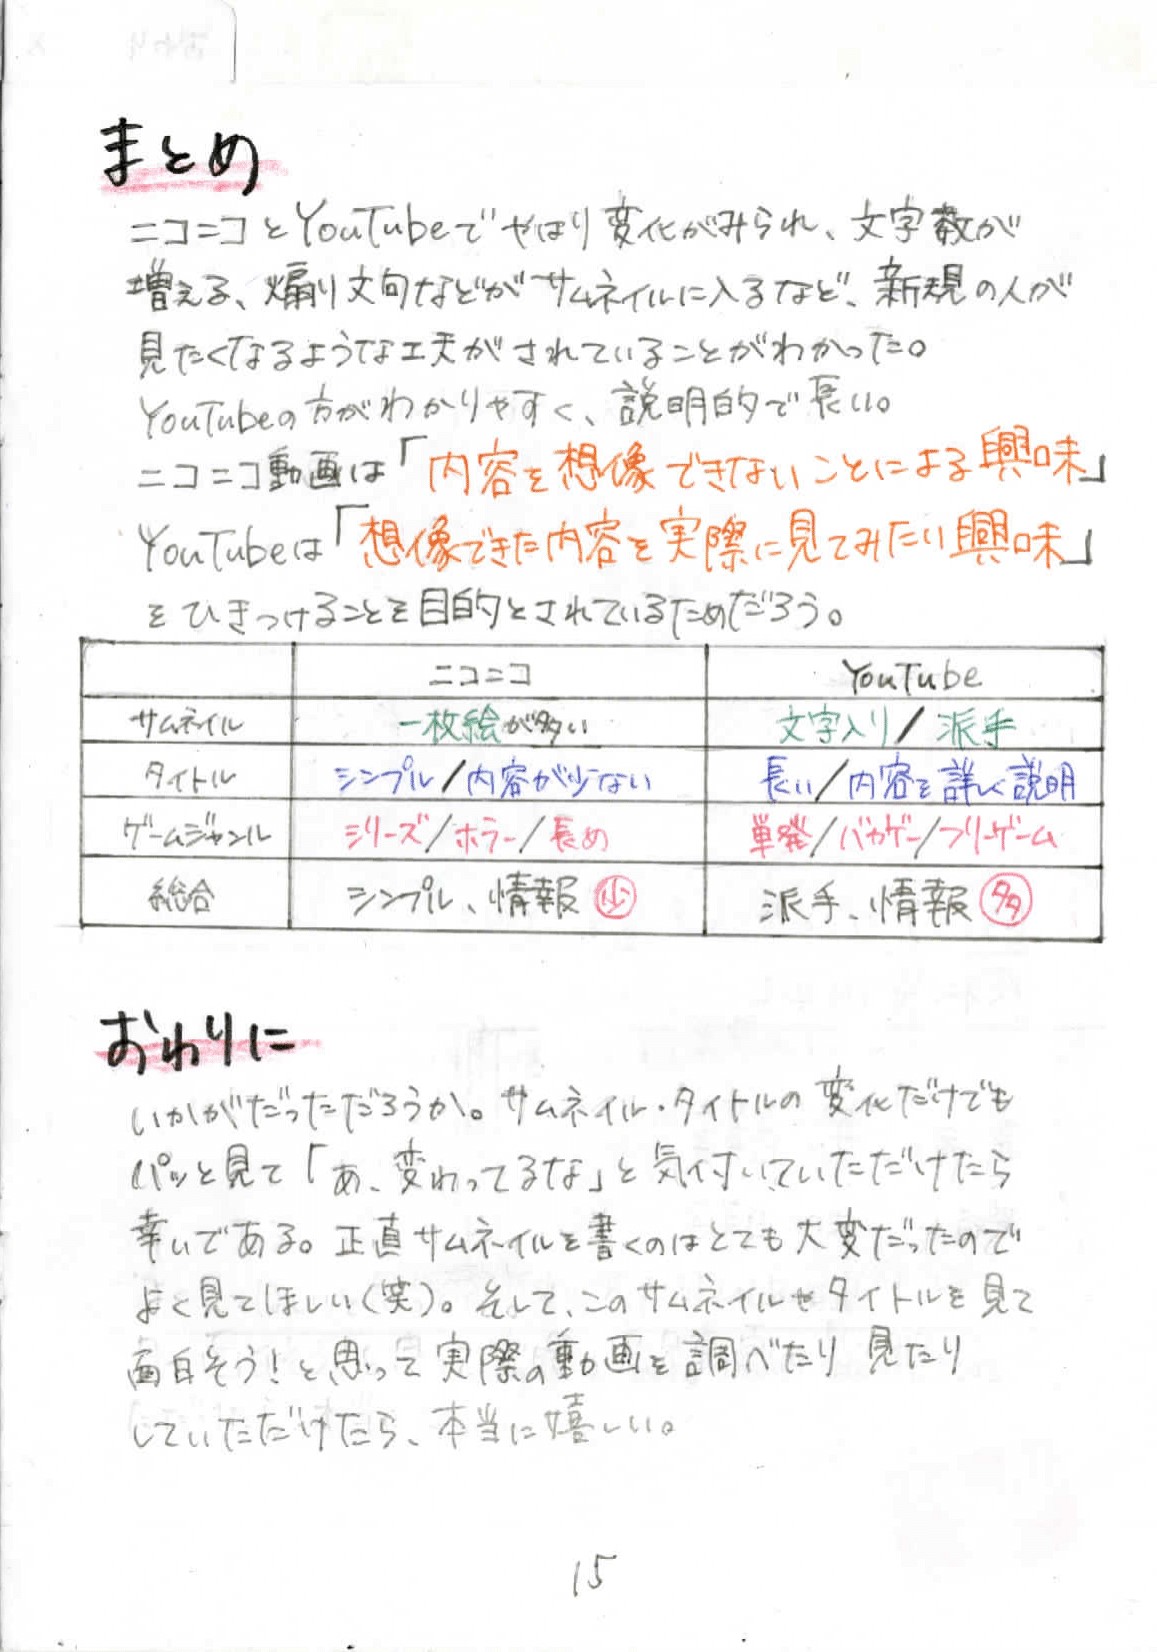 まとめ
ニコニコとYouTubeでやはり変化がみられ、文字数が
増える、煽り文句などがサムネイルに入るなど、新規の人が
見たくなるような工夫がされていることがわかった。
YouTubeの方がわかりやすく、説明的で長い。
ニコニコ動画は「内容を想像できないことによる興味」
YouTubeは「想像できた内容を実際に見てみたい興味」
をひきつけることを目的とされているためだろう。
ニコニコ YouTube
サムネイル 一枚絵が多い 文字入り/派手
タイトル シンプル/内容が少ない 長い/内容を詳しく説明
ゲームジャンル シリーズ/ホラー/長め 単発/バカゲー/フリーゲーム
総合 シンプル、情報少 派手、情報多
おわりに
いかがだっただろうか。サムネイル・タイトルの変化だけでも
パッと見て「あ、変わってるな」と気付いていただけたら
幸いである。正直サムネイルを書くのはとても大変だったので
よく見てほしい(笑)。そして、このサムネイルやタイトルを見て
面白そう!と思って実際の動画を調べたり見たり
していただけたら、本当に嬉しい。
15